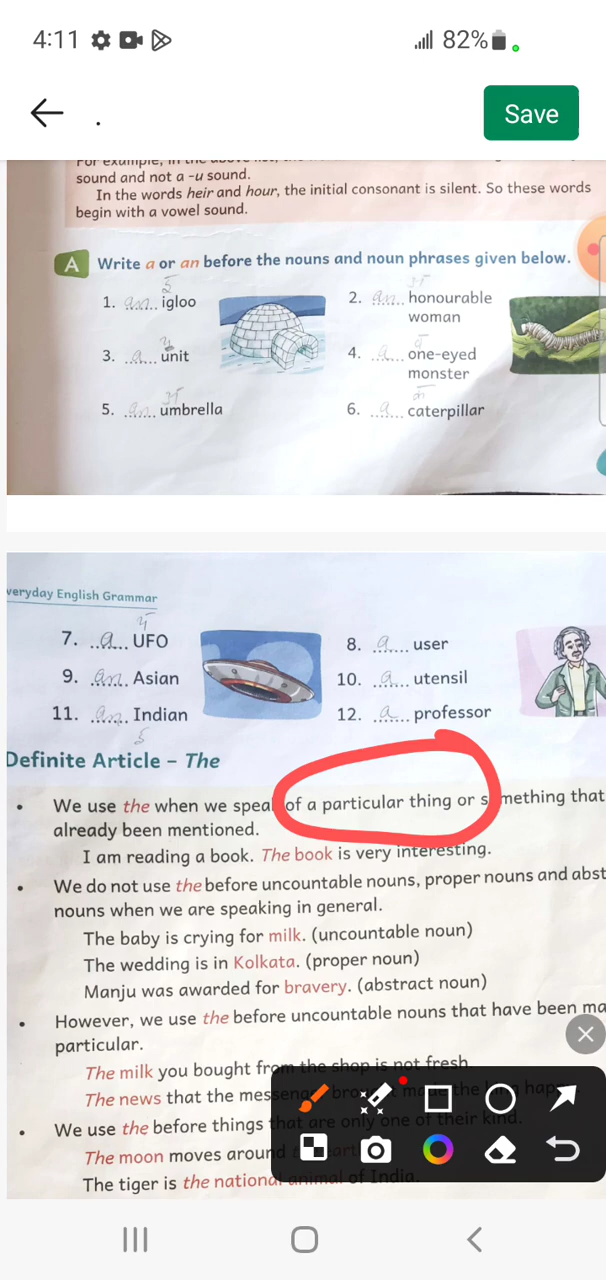 4:11 82%
.
Save
sound and not a -u sound.
In the words heir and hour, the initial consonant is silent. So these words
begin with a vowel sound.
A Write a or an before the nouns and noun phrases given below.
1. an igloo
2. an honourable
woman
3. a unit
4. a one-eyed
monster
5. an umbrella
6. a caterpillar
veryday English Grammar
7. a UFO
8. a user
9. an Asian
10. a utensil
11. an Indian
12. a professor
Definite Article – The
• We use the when we speak of a particular thing or something that
already been mentioned.
I am reading a book. The book is very interesting.
• We do not use the before uncountable nouns, proper nouns and abst
nouns when we are speaking in general.
The baby is crying for milk. (uncountable noun)
The wedding is in Kolkata. (proper noun)
Manju was awarded for bravery. (abstract noun)
• However, we use the before uncountable nouns that have been ma
particular.
The milk you bought from the shop is not fresh
The news that the messenger brought made the king happ
• We use the before things that are only one of their kind.
The moon moves around
The tiger is the national animal of India.